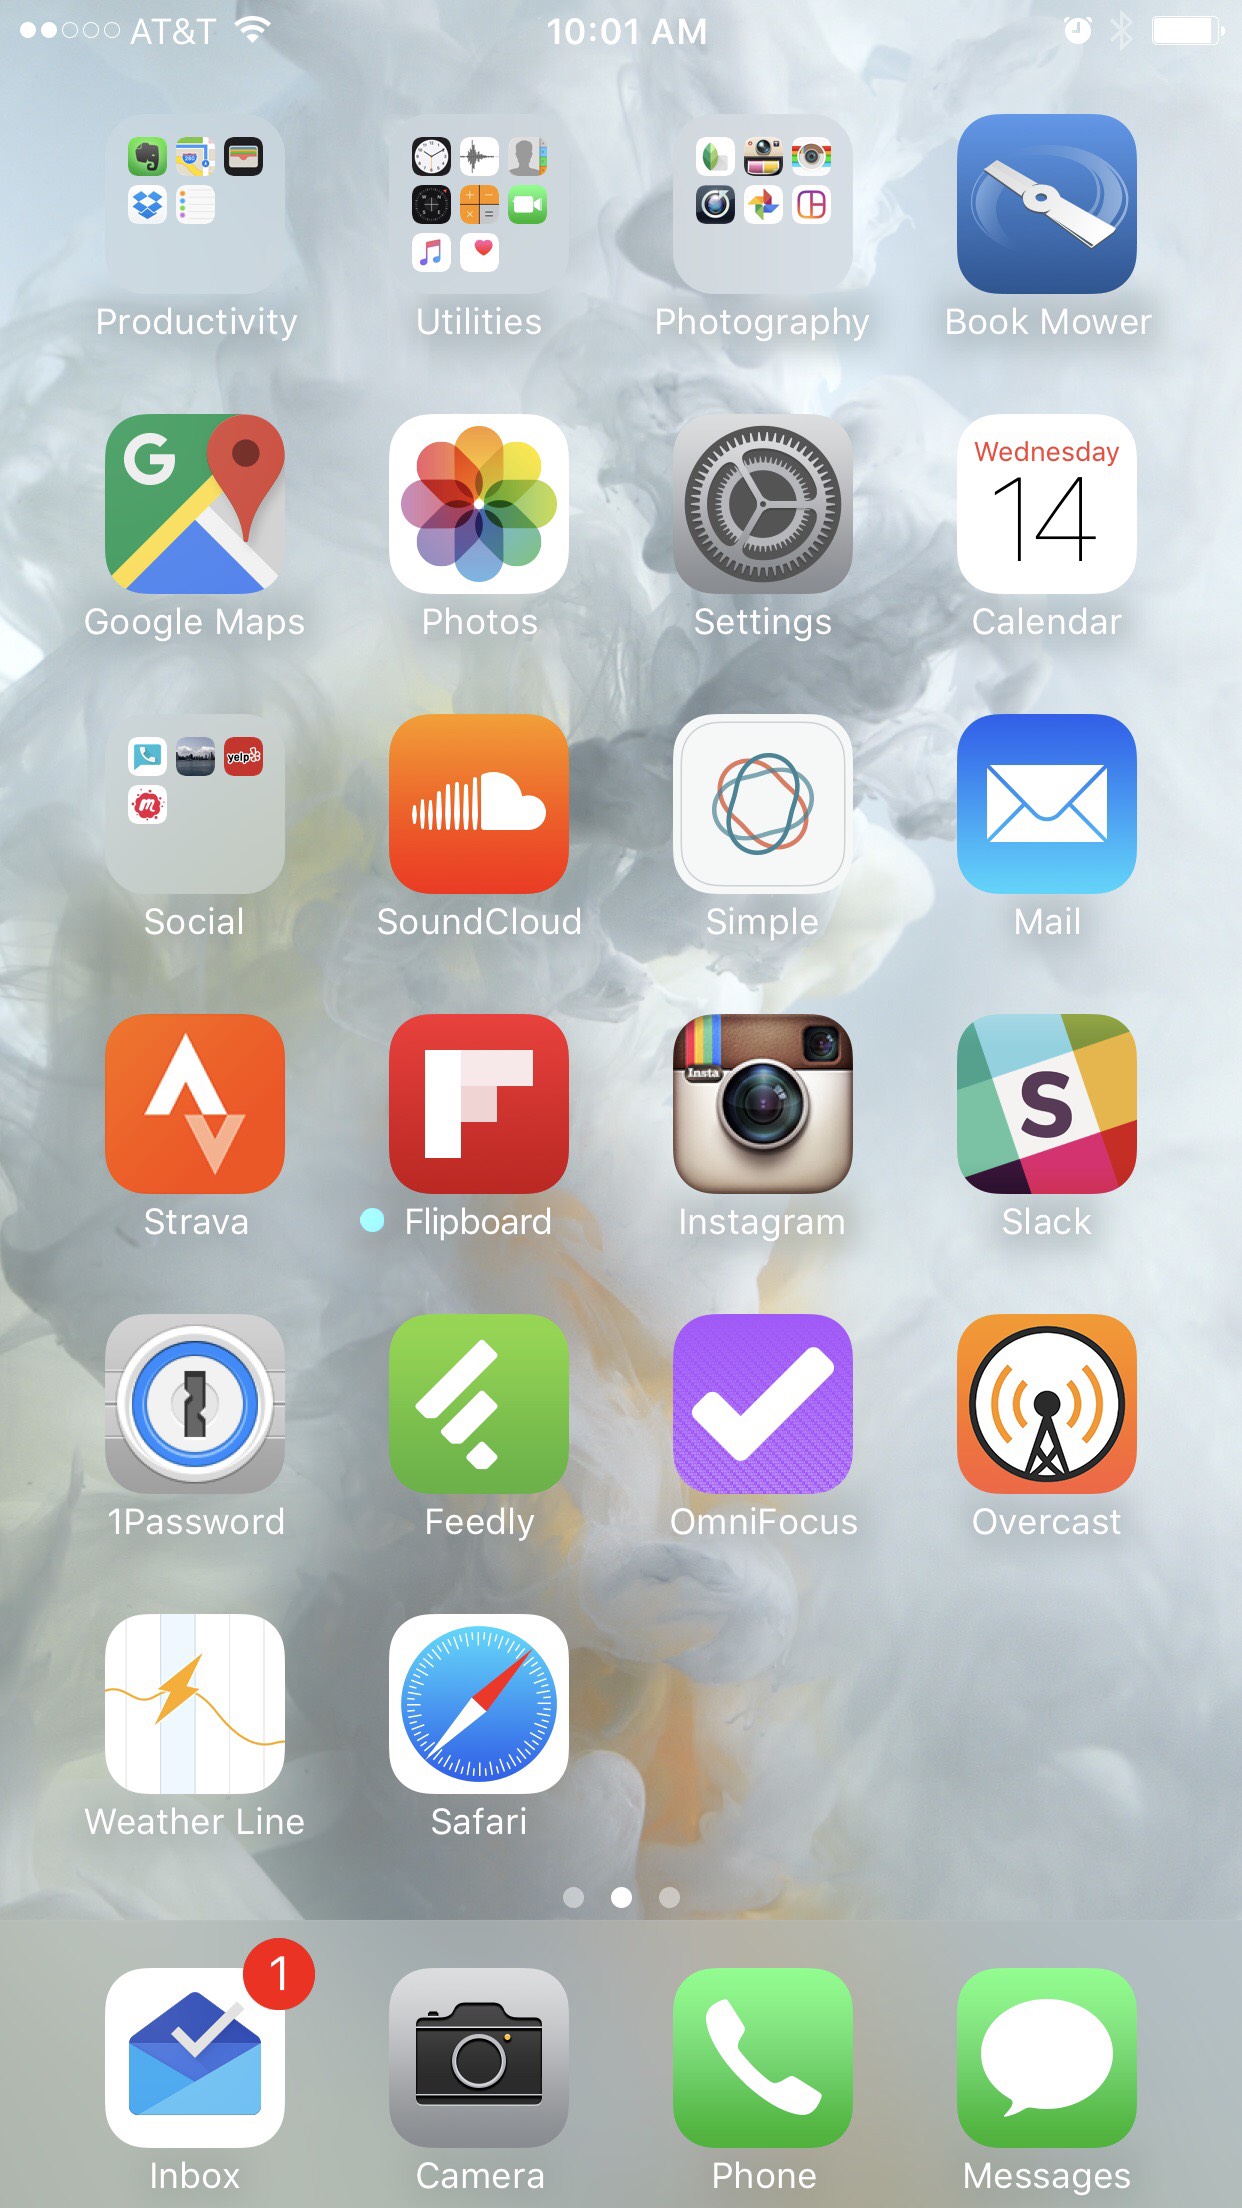 AT&T 10:01 AM
Productivity Utilities Photography Book Mower
Wednesday
14
Google Maps Photos Settings Calendar
yelp
m
Social SoundCloud Simple Mail
Insta
S
Strava Flipboard Instagram Slack
1Password Feedly OmniFocus Overcast
Weather Line Safari
1
Inbox Camera Phone Messages